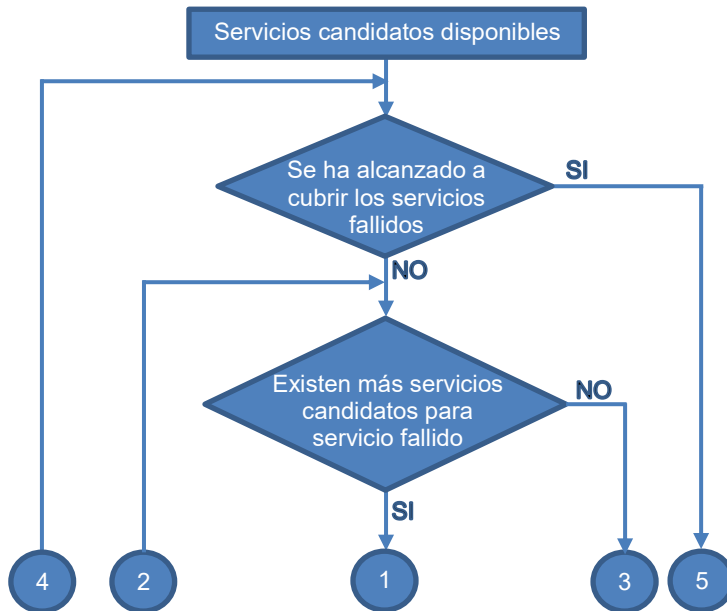 Servicios candidatos disponibles
Se ha alcanzado a
cubrir los servicios
fallidos
SI
NO
Existen más servicios
candidatos para
servicio fallido
NO
SI
4
2
1
3
5